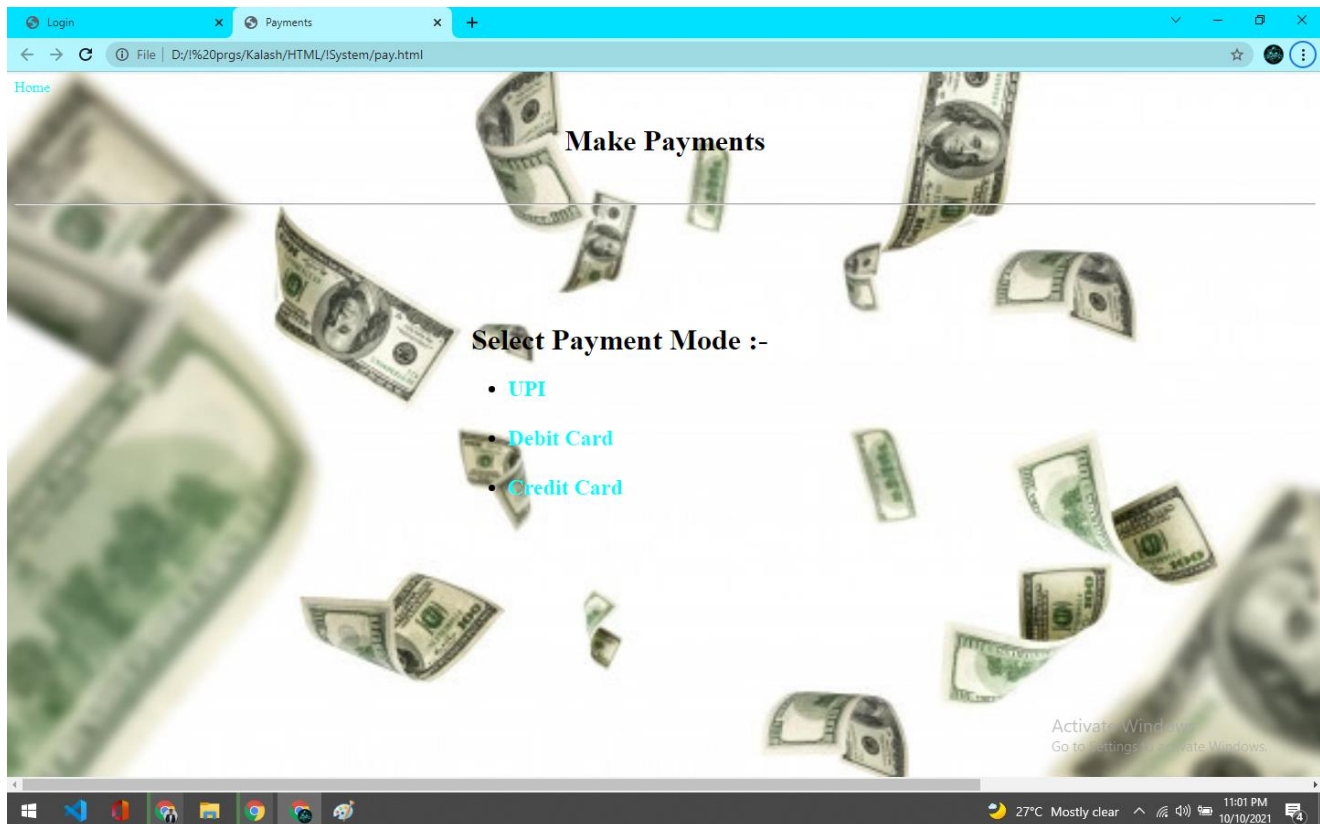 Login
Payments
File | D:/!%20prgs/Kalash/HTML/!System/pay.html
Home
Make Payments
Select Payment Mode :-
• UPI
• Debit Card
• Credit Card
Activate Windows
Go to Settings to activate Windows.
27°C Mostly clear
11:01 PM
10/10/2021
4